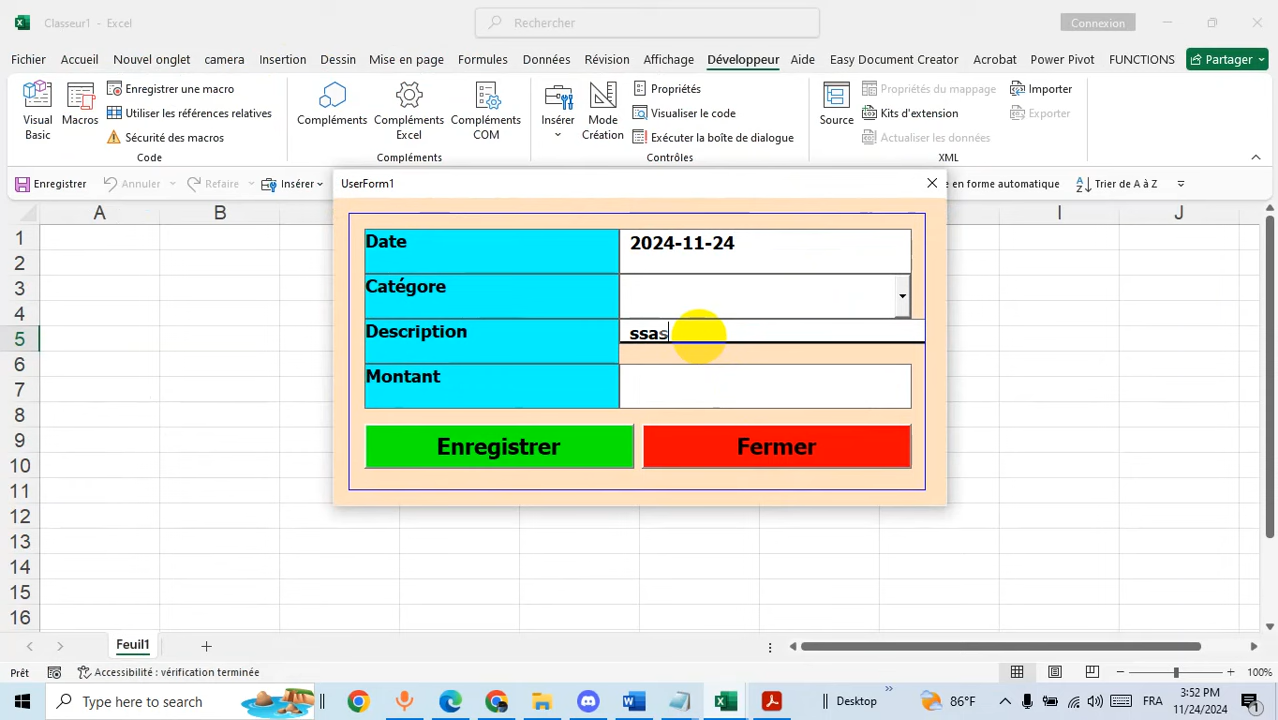 Classeur1 - Excel
Rechercher
Connexion
Fichier Accueil Nouvel onglet camera Insertion Dessin Mise en page Formules Données Révision Affichage Développeur Aide Easy Document Creator Acrobat Power Pivot FUNCTIONS Partager
Visual Basic
Macros
Enregistrer une macro
Utiliser les références relatives
Sécurité des macros
Code
Compléments
Compléments Excel
Compléments COM
Compléments
Insérer
Mode Création
Propriétés
Visualiser le code
Exécuter la boîte de dialogue
Contrôles
Source
Propriétés du mappage
Kits d'extension
Actualiser les données
Importer
Exporter
XML
Enregistrer Annuler Refaire Insérer
e en forme automatique Trier de A à Z
UserForm1
A B I J
1
2
3
4
5
6
7
8
9
10
11
12
13
14
15
16
Date 2024-11-24
Catégore
Description ssas
Montant
Enregistrer Fermer
Feuil1
Prêt Accessibilité : vérification terminée 100%
Type here to search
Desktop
86°F
FRA
3:52 PM
11/24/2024
1